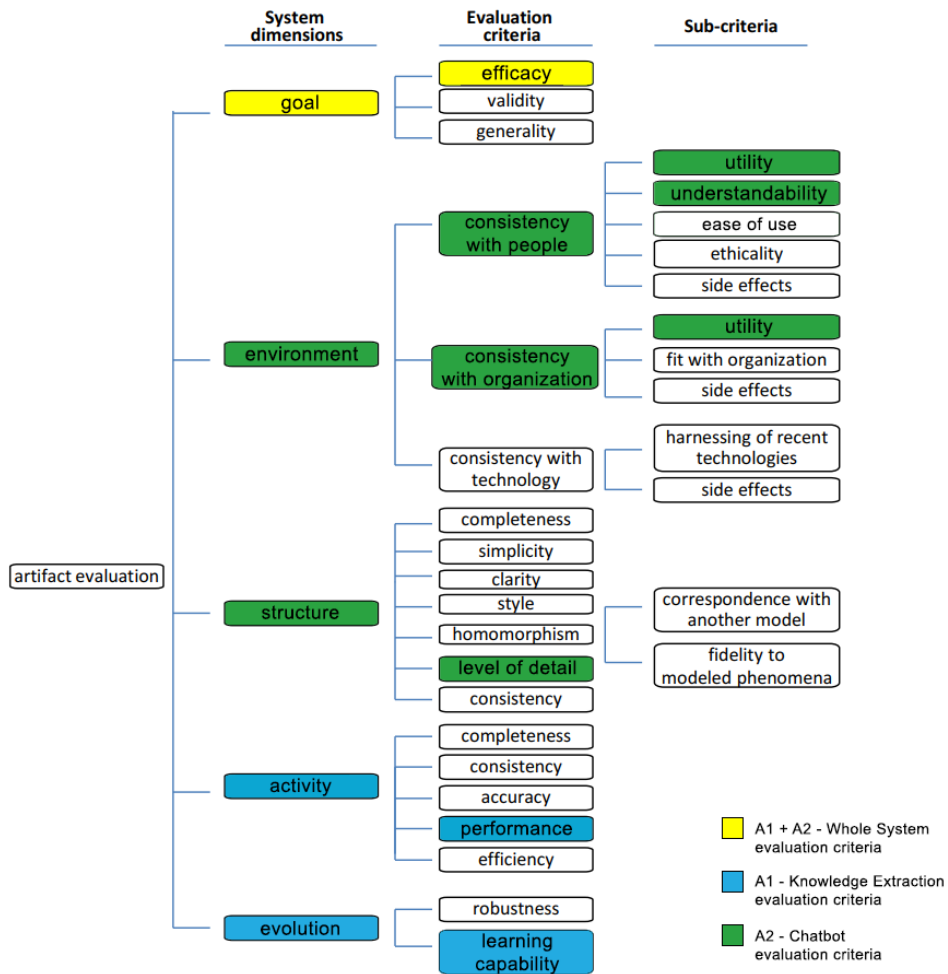 System
dimensions
Evaluation
criteria
Sub-criteria
artifact evaluation
goal
efficacy
validity
generality
environment
consistency
with people
utility
understandability
ease of use
ethicality
side effects
consistency
with organization
utility
fit with organization
side effects
consistency with
technology
harnessing of recent
technologies
side effects
structure
completeness
simplicity
clarity
style
homomorphism
correspondence with
another model
fidelity to
modeled phenomena
level of detail
consistency
activity
completeness
consistency
accuracy
performance
efficiency
evolution
robustness
learning
capability
A1 + A2 - Whole System
evaluation criteria
A1 - Knowledge Extraction
evaluation criteria
A2 - Chatbot
evaluation criteria